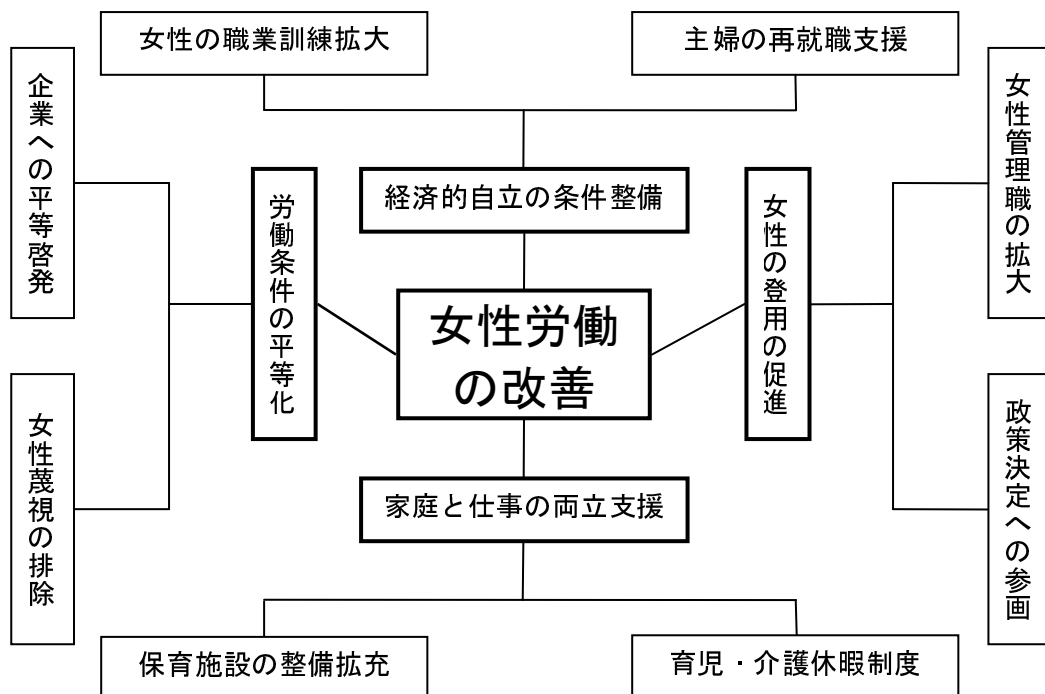 女性の職業訓練拡大
主婦の再就職支援
企業への平等啓発
女性管理職の拡大
労働条件の平等化
経済的自立の条件整備
女性の登用の促進
女性労働
の改善
女性蔑視の排除
家庭と仕事の両立支援
政策決定への参画
保育施設の整備拡充
育児・介護休暇制度